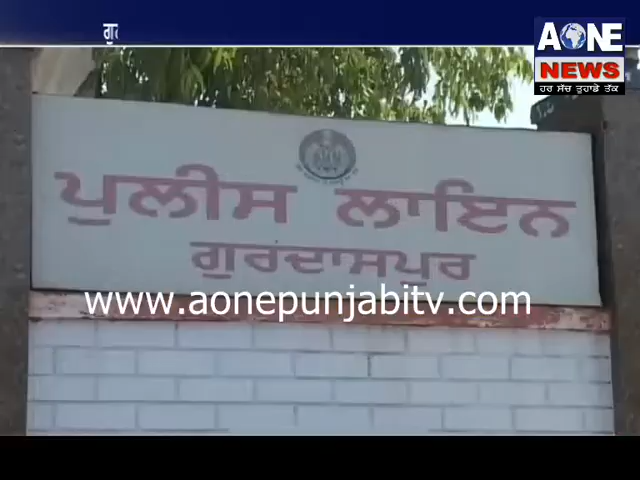 ਗੁਰ
AONE
NEWS
ਹਰ ਸੱਚ ਤੁਹਾਡੇ ਤੱਕ
ਪੁਲੀਸ ਲਾਇਨ
ਗੁਰਦਾਸਪੁਰ
www.aonepunjabitv.com